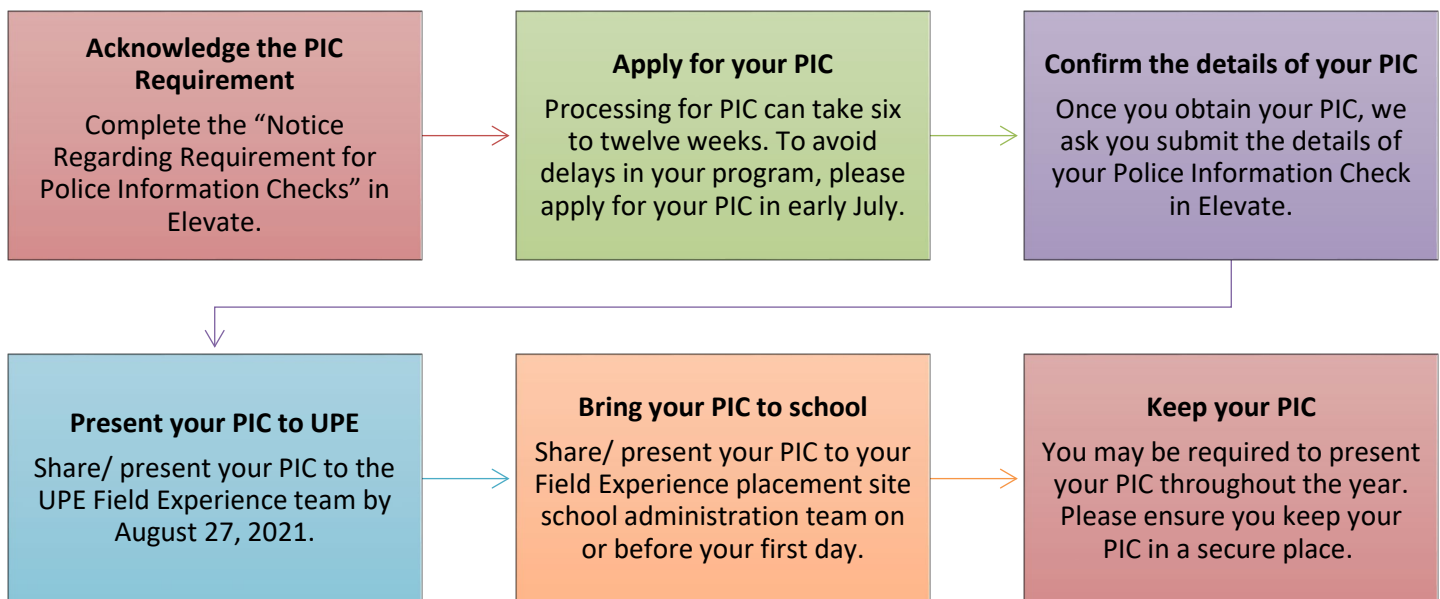 Acknowledge the PIC
Requirement
Complete the “Notice
Regarding Requirement for
Police Information Checks” in
Elevate.
Apply for your PIC
Processing for PIC can take six
to twelve weeks. To avoid
delays in your program, please
apply for your PIC in early July.
Confirm the details of your PIC
Once you obtain your PIC, we
ask you submit the details of
your Police Information Check
in Elevate.
Present your PIC to UPE
Share/ present your PIC to the
UPE Field Experience team by
August 27, 2021.
Bring your PIC to school
Share/ present your PIC to your
Field Experience placement site
school administration team on
or before your first day.
Keep your PIC
You may be required to present
your PIC throughout the year.
Please ensure you keep your
PIC in a secure place.